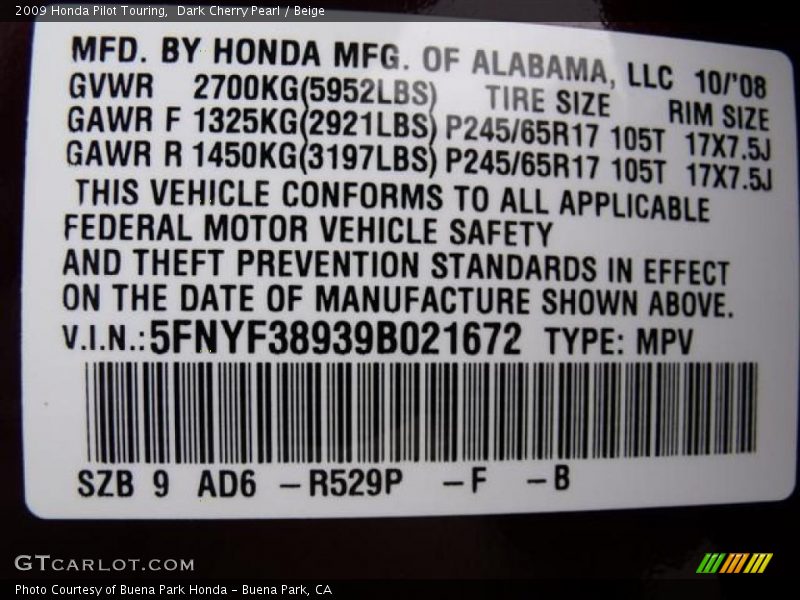 2009 Honda Pilot Touring,  Dark Cherry Pearl / Beige
MFD. BY HONDA MFG. OF ALABAMA, LLC 10/'08
GVWR 2700KG(5952LBS) TIRE SIZE RIM SIZE
GAWR F 1325KG(2921LBS) P245/65R17 105T 17X7.5J
GAWR R 1450KG(3197LBS) P245/65R17 105T 17X7.5J
THIS VEHICLE CONFORMS TO ALL APPLICABLE
FEDERAL MOTOR VEHICLE SAFETY
AND THEFT PREVENTION STANDARDS IN EFFECT
ON THE DATE OF MANUFACTURE SHOWN ABOVE.
V.I.N.:5FNYF38939B021672 TYPE: MPV
SZB 9 AD6 –R529P –F –B
GTCARLOT.COM
Photo Courtesy of Buena Park Honda - Buena Park, CA